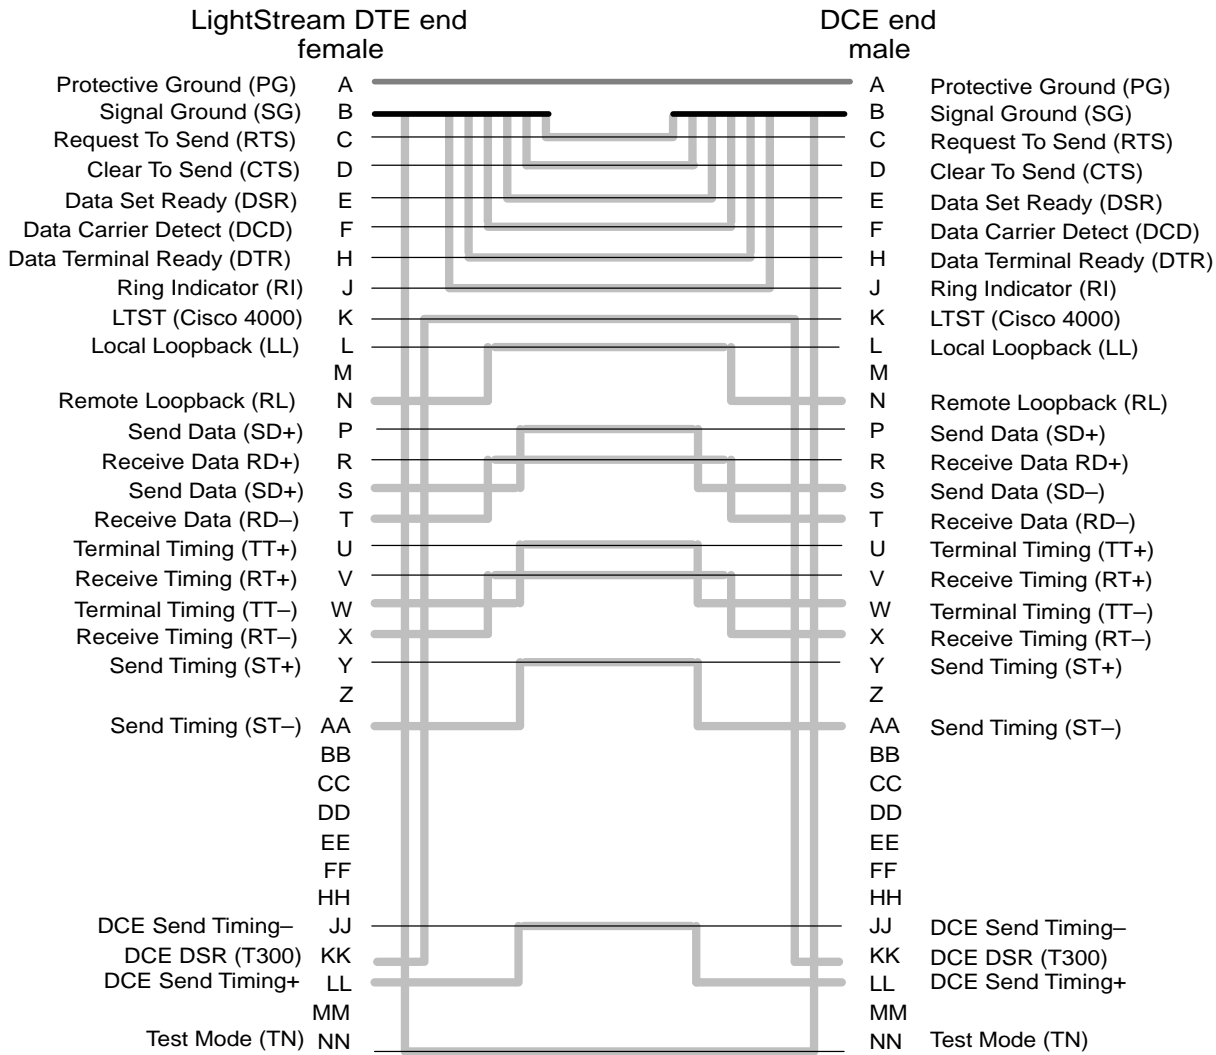 LightStream DTE end DCE end
female male
Protective Ground (PG) A A Protective Ground (PG)
Signal Ground (SG) B B Signal Ground (SG)
Request To Send (RTS) C C Request To Send (RTS)
Clear To Send (CTS) D D Clear To Send (CTS)
Data Set Ready (DSR) E E Data Set Ready (DSR)
Data Carrier Detect (DCD) F F Data Carrier Detect (DCD)
Data Terminal Ready (DTR) H H Data Terminal Ready (DTR)
Ring Indicator (RI) J J Ring Indicator (RI)
LTST (Cisco 4000) K K LTST (Cisco 4000)
Local Loopback (LL) L L Local Loopback (LL)
M M
Remote Loopback (RL) N N Remote Loopback (RL)
Send Data (SD+) P P Send Data (SD+)
Receive Data RD+) R R Receive Data RD+)
Send Data (SD+) S S Send Data (SD–)
Receive Data (RD–) T T Receive Data (RD–)
Terminal Timing (TT+) U U Terminal Timing (TT+)
Receive Timing (RT+) V V Receive Timing (RT+)
Terminal Timing (TT–) W W Terminal Timing (TT–)
Receive Timing (RT–) X X Receive Timing (RT–)
Send Timing (ST+) Y Y Send Timing (ST+)
Z Z
Send Timing (ST–) AA AA Send Timing (ST–)
BB BB
CC CC
DD DD
EE EE
FF FF
HH HH
DCE Send Timing– JJ JJ DCE Send Timing–
DCE DSR (T300) KK KK DCE DSR (T300)
DCE Send Timing+ LL LL DCE Send Timing+
MM MM
Test Mode (TN) NN NN Test Mode (TN)